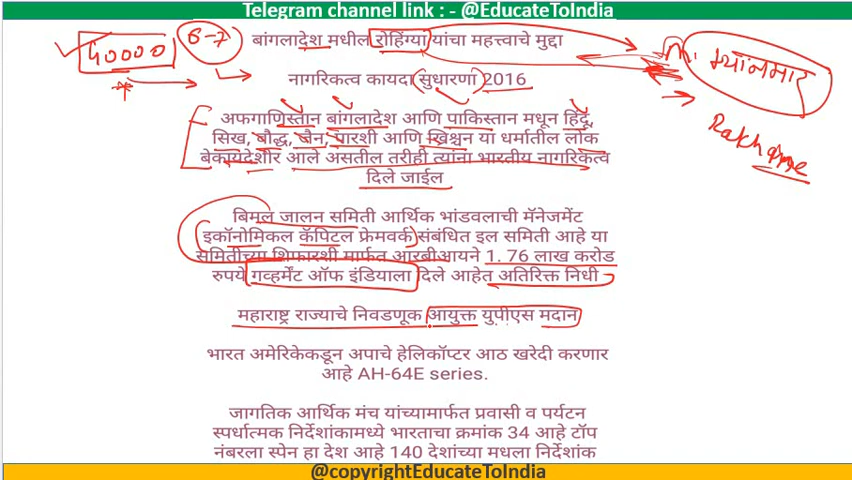 Telegram channel link : - @EducateToIndia
40000
6-7
बांगलादेश मधील रोहिंग्या यांचा महत्त्वाचे मुद्दा
म्यानमार
नागरिकत्व कायदा सुधारणा 2016
अफगाणिस्तान बांगलादेश आणि पाकिस्तान मधून हिंदू,
सिख, बौद्ध, जैन, पारशी आणि ख्रिश्चन या धर्मातील लोक
बेकायदेशीर आले असतील तरीही त्यांना भारतीय नागरिकत्व
दिले जाईल
बिमल जालन समिती आर्थिक भांडवलाची मॅनेजमेंट
इकॉनोमिकल कॅपिटल फ्रेमवर्क संबंधित इल समिती आहे या
समितीच्या शिफारशी मार्फत आरबीआयने 1. 76 लाख करोड
रुपये गव्हर्मेंट ऑफ इंडियाला दिले आहेत अतिरिक्त निधी
महाराष्ट्र राज्याचे निवडणूक आयुक्त युपीएस मदान
भारत अमेरिकेकडून अपाचे हेलिकॉप्टर आठ खरेदी करणार
आहे AH-64E series.
जागतिक आर्थिक मंच यांच्यामार्फत प्रवासी व पर्यटन
स्पर्धात्मक निर्देशांकामध्ये भारताचा क्रमांक 34 आहे टॉप
नंबरला स्पेन हा देश आहे 140 देशांच्या मधला निर्देशांक
@copyrightEducateToIndia